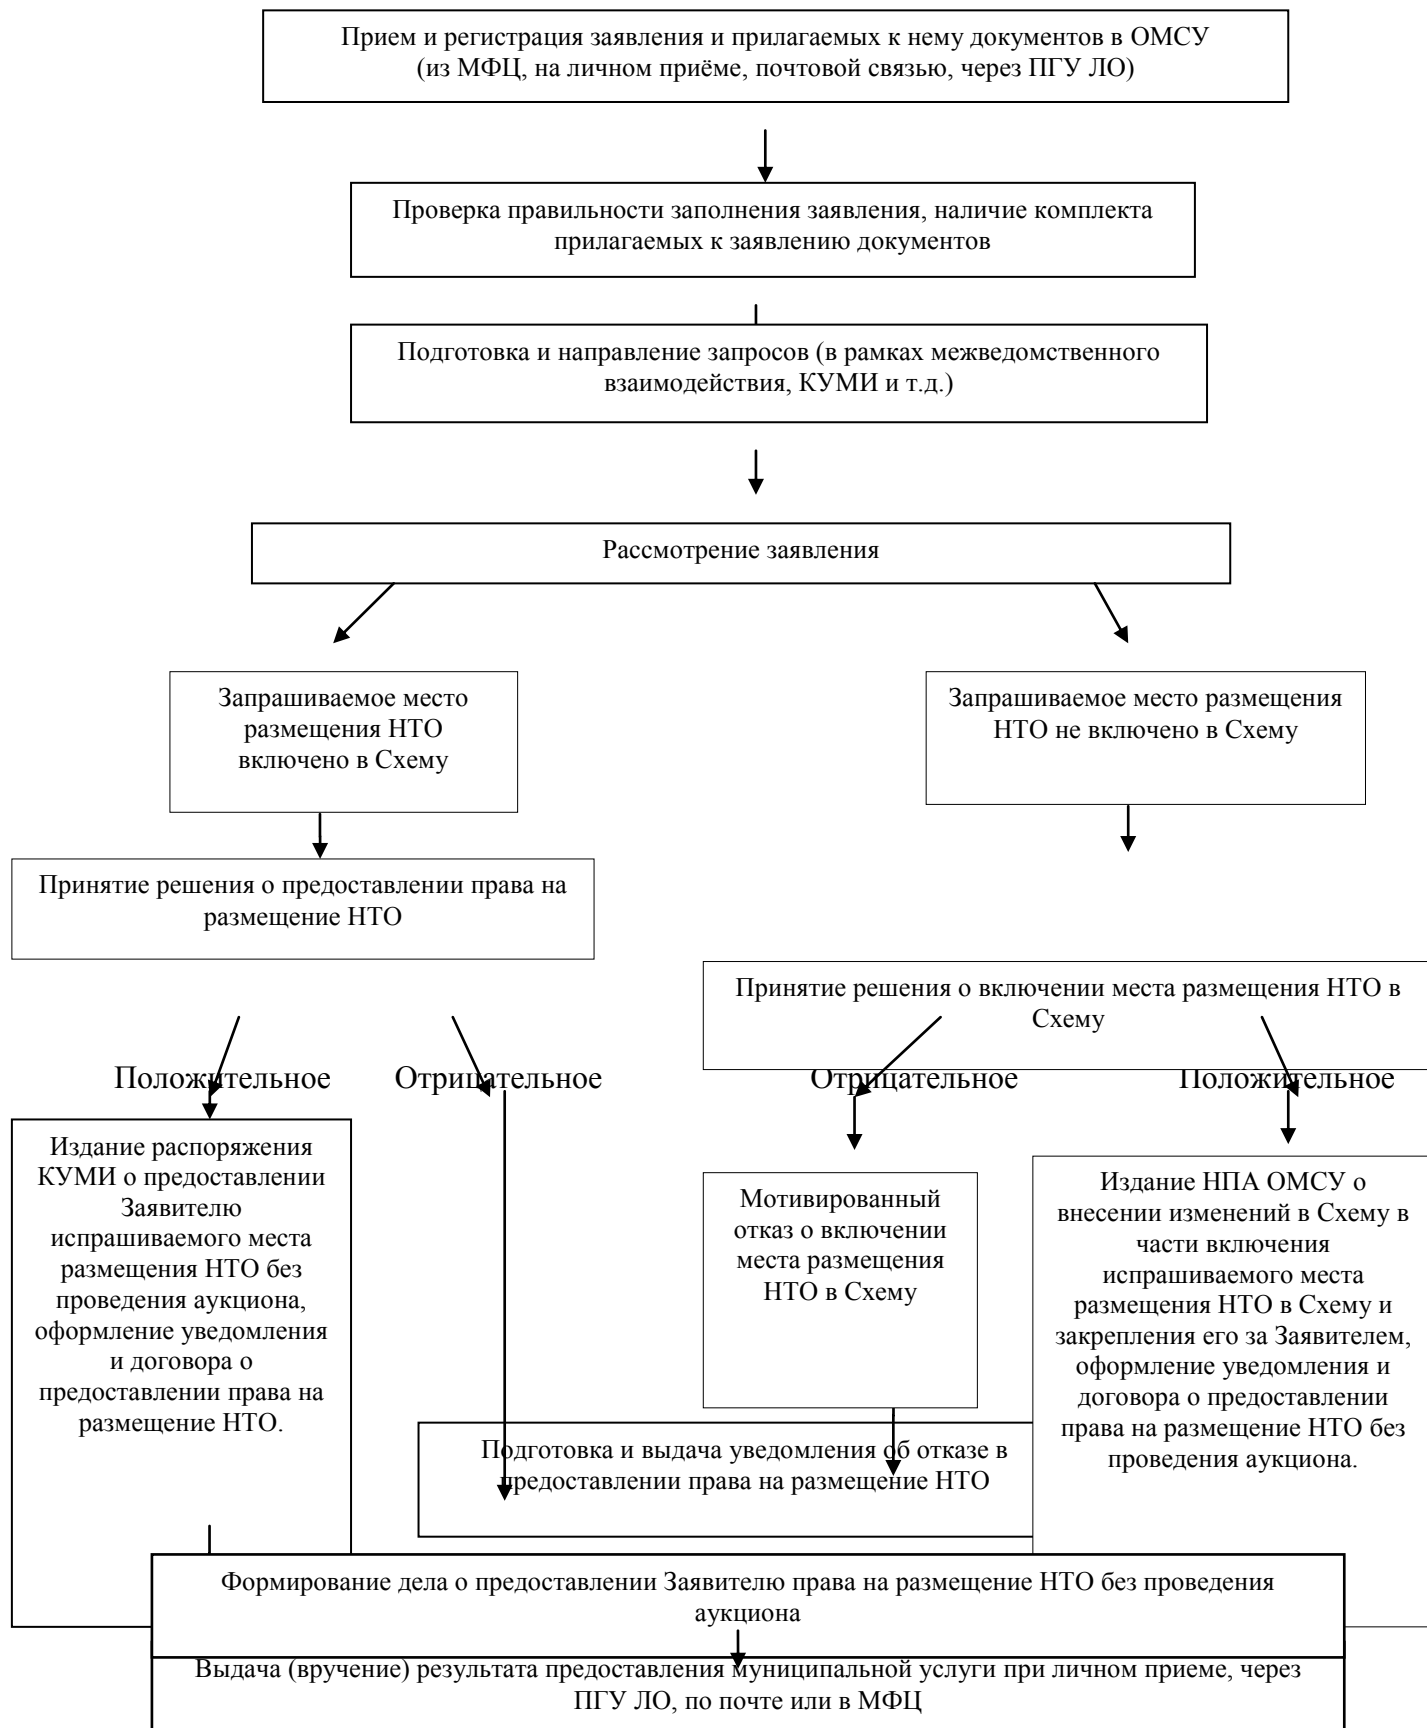 Прием и регистрация заявления и прилагаемых к нему документов в ОМСУ
(из МФЦ, на личном приёме, почтовой связью, через ПГУ ЛО)
Проверка правильности заполнения заявления, наличие комплекта
прилагаемых к заявлению документов
Подготовка и направление запросов (в рамках межведомственного
взаимодействия, КУМИ и т.д.)
Рассмотрение заявления
Запрашиваемое место
размещения НТО
включено в Схему
Запрашиваемое место размещения
НТО не включено в Схему
Принятие решения о предоставлении права на
размещение НТО
Принятие решения о включении места размещения НТО в
Схему
Положительное
Отрицательное
Отрицательное
Положительное
Издание распоряжения
КУМИ о предоставлении
Заявителю
испрашиваемого места
размещения НТО без
проведения аукциона,
оформление уведомления
и договора о
предоставлении права на
размещение НТО.
Мотивированный
отказ о включении
места размещения
НТО в Схему
Издание НПА ОМСУ о
внесении изменений в Схему в
части включения
испрашиваемого места
размещения НТО в Схему и
закрепления его за Заявителем,
оформление уведомления и
договора о предоставлении
права на размещение НТО без
проведения аукциона.
Подготовка и выдача уведомления об отказе в
предоставлении права на размещение НТО
Формирование дела о предоставлении Заявителю права на размещение НТО без проведения
аукциона
Выдача (вручение) результата предоставления муниципальной услуги при личном приеме, через
ПГУ ЛО, по почте или в МФЦ